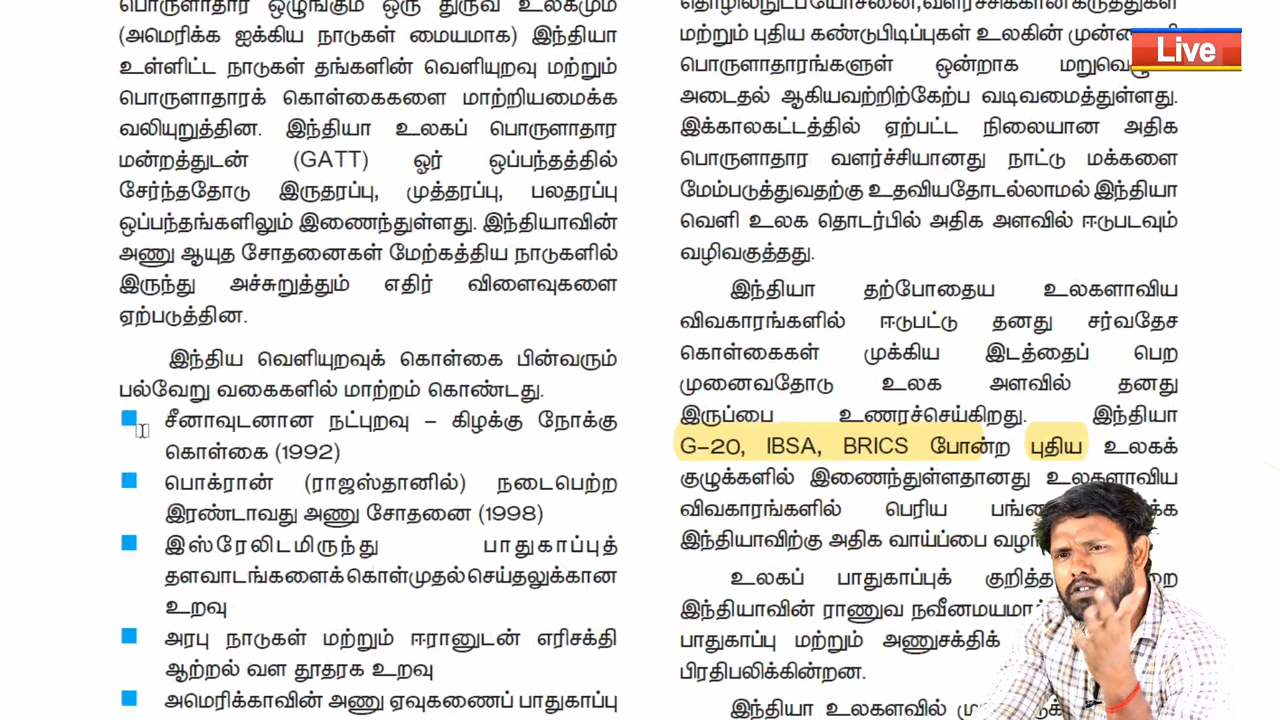 பொருளாதார ஒழுங்கும் ஒரு துருவ உலகமும்
(அமெரிக்க ஐக்கிய நாடுகள் மையமாக) இந்தியா
உள்ளிட்ட நாடுகள் தங்களின் வெளியுறவு மற்றும்
பொருளாதாரக் கொள்கைகளை மாற்றியமைக்க
வலியுறுத்தின. இந்தியா உலகப் பொருளாதார
மன்றத்துடன் (GATT) ஓர் ஒப்பந்தத்தில்
சேர்ந்ததோடு இருதரப்பு, முத்தரப்பு, பலதரப்பு
ஒப்பந்தங்களிலும் இணைந்துள்ளது. இந்தியாவின்
அணு ஆயுத சோதனைகள் மேற்கத்திய நாடுகளில்
இருந்து அச்சுறுத்தும் எதிர் விளைவுகளை
ஏற்படுத்தின.
இந்திய வெளியுறவுக் கொள்கை பின்வரும்
பல்வேறு வகைகளில் மாற்றம் கொண்டது.
சீனாவுடனான நட்புறவு – கிழக்கு நோக்கு
கொள்கை (1992)
பொக்ரான் (ராஜஸ்தானில்) நடைபெற்ற
இரண்டாவது அணு சோதனை (1998)
இஸ்ரேலிடமிருந்து பாதுகாப்புத்
தளவாடங்களைக் கொள்முதல் செய்தலுக்கான
உறவு
அரபு நாடுகள் மற்றும் ஈரானுடன் எரிசக்தி
ஆற்றல் வள தூதரக உறவு
அமெரிக்காவின் அணு ஏவுகணைப் பாதுகாப்பு
தொழில்நுட்ப யோசனை, வளர்ச்சிக்கான கருத்துகள்
மற்றும் புதிய கண்டுபிடிப்புகள் உலகின்
பொருளாதாரங்களுள் ஒன்றாக
அடைதல் ஆகியவற்றிற்கேற்ப வடிவமைத்துள்ளது.
இக்காலகட்டத்தில் ஏற்பட்ட நிலையான அதிக
பொருளாதார வளர்ச்சியானது நாட்டு மக்களை
மேம்படுத்துவதற்கு உதவியதோடல்லாமல் இந்தியா
வெளி உலக தொடர்பில் அதிக அளவில் ஈடுபடவும்
வழிவகுத்தது.
இந்தியா தற்போதைய உலகளாவிய
விவகாரங்களில் ஈடுபட்டு தனது சர்வதேச
கொள்கைகள் முக்கிய இடத்தைப் பெற
முனைவதோடு உலக அளவில் தனது
இருப்பை உணரச்செய்கிறது. இந்தியா
G–20, IBSA, BRICS போன்ற புதிய உலகக்
குழுக்களில் இணைந்துள்ளதானது உலகளாவிய
விவகாரங்களில் பெரிய
இந்தியாவிற்கு அதிக வாய்ப்பை
உலகப் பாதுகாப்புக்
இந்தியாவின் ராணுவ
பாதுகாப்பு மற்றும் அணுசக்திக்
பிரதிபலிக்கின்றன.
இந்தியா உலகளவில்
Live